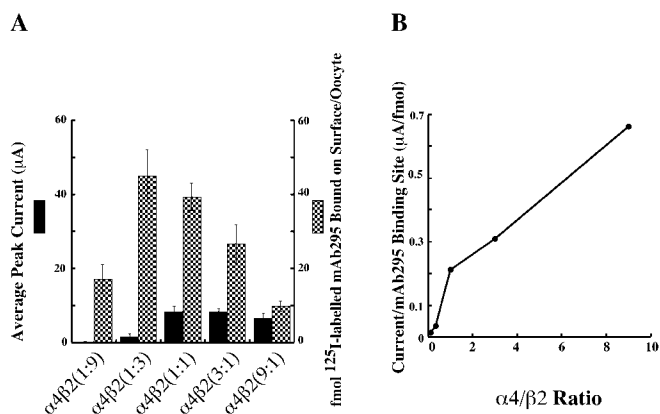 A
B
Average Peak Current (μA)
60
40
20
0
60
40
20
0
fmol ¹²⁵I-labelled mAb295 Bound on Surface/Oocyte
α4β2(1:9)
α4β2(1:3)
α4β2(1:1)
α4β2(3:1)
α4β2(9:1)
Current/mAb295 Binding Site (μA/fmol)
0.7
0.5
0.3
0.1
0
0
2
4
6
8
10
α4/β2 Ratio